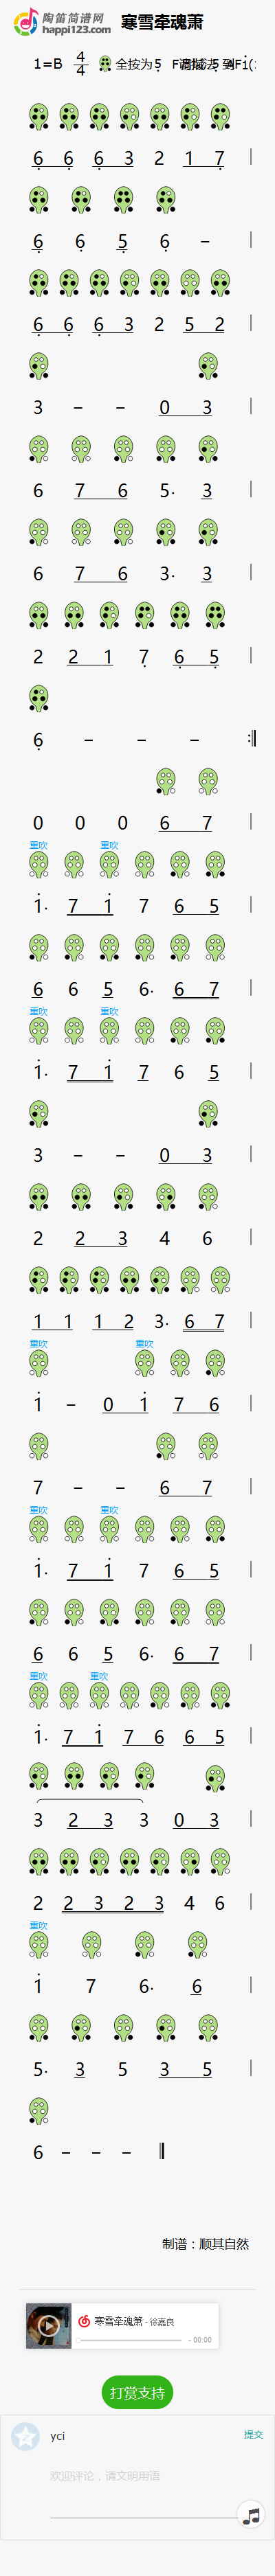 陶笛简谱网
happi123.com
寒雪牵魂萧
1=B 4/4 全按为5
6 6 6 3 2 1 7 |
6 6 5 6 –
6 6 6 3 2 5 2 |
3 – – 0 3 |
6 7 6 5· 3 |
6 7 6 3· 3 |
2 2 1 7 6 5 |
6 – – – :|
0 0 0 6 7 |
重吹 重吹
1· 7 1 7 6 5 |
6 6 5 6· 6 7 |
重吹 重吹
1· 7 1 7 6 5 |
3 – – 0 3 |
2 2 3 4 6 |
1 1 1 2 3· 6 7 |
重吹 重吹
1 – 0 1 7 6 |
7 – – 6 7 |
重吹 重吹
1· 7 1 7 6 5 |
6 6 5 6· 6 7 |
重吹 重吹
1· 7 1 7 6 6 5 |
3 2 3 3 0 3 |
2 2 3 2 3 4 6 |
重吹
1 7 6· 6 |
5· 3 5 3 5 |
6 – – – ‖
制谱：顺其自然
寒雪牵魂箫 - 徐嘉良
- 00:00
打赏支持
yci
提交
欢迎评论，请文明用语